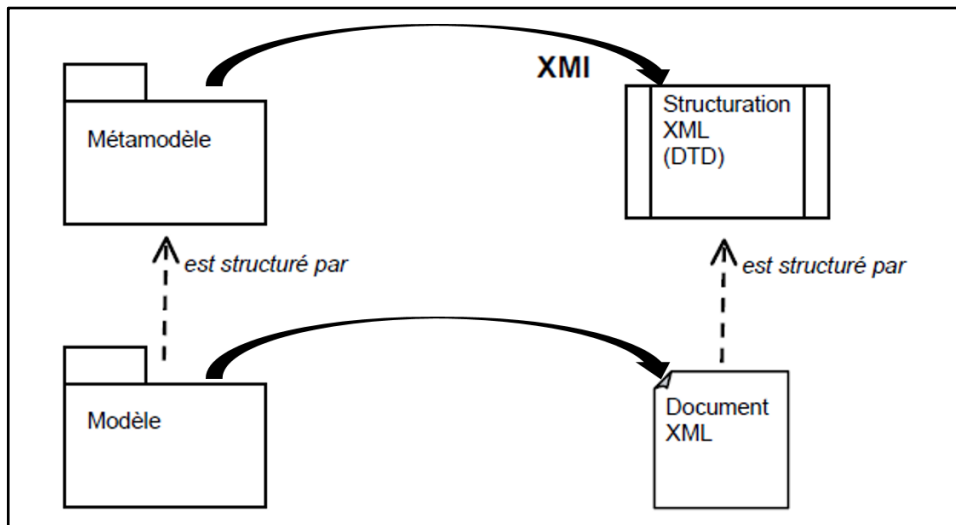 XMI
Métamodèle
Structuration
XML
(DTD)
est structuré par
est structuré par
Modèle
Document
XML